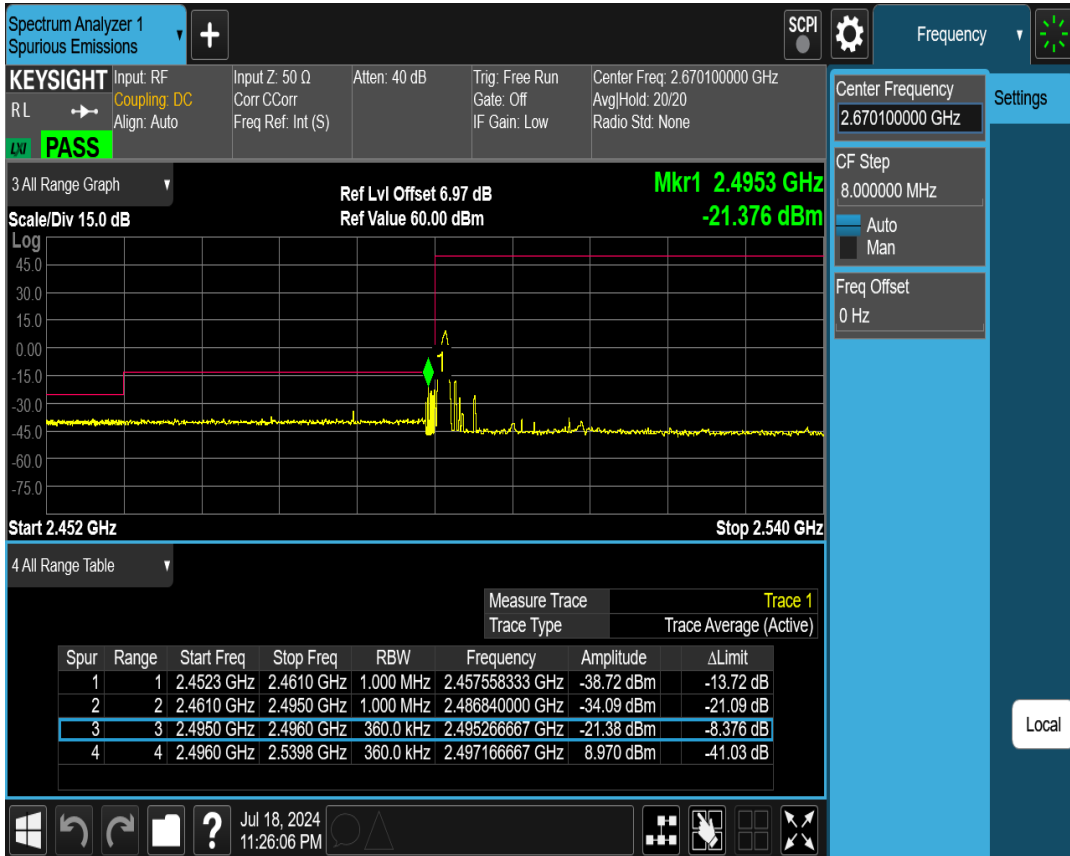 Spectrum Analyzer 1
Spurious Emissions
+
SCPI
Frequency
KEYSIGHT
RL
LXI
PASS
Input: RF
Coupling: DC
Align: Auto
Input Z: 50 Ω
Corr CCorr
Freq Ref: Int (S)
Atten: 40 dB
Trig: Free Run
Gate: Off
IF Gain: Low
Center Freq: 2.670100000 GHz
Avg|Hold: 20/20
Radio Std: None
Center Frequency
2.670100000 GHz
Settings
CF Step
8.000000 MHz
Auto
Man
Freq Offset
0 Hz
Local
3 All Range Graph
Scale/Div 15.0 dB
Ref Lvl Offset 6.97 dB
Ref Value 60.00 dBm
Mkr1 2.4953 GHz
-21.376 dBm
Log
45.0
30.0
15.0
0.00
-15.0
-30.0
-45.0
-60.0
-75.0
1
Start 2.452 GHz
Stop 2.540 GHz
4 All Range Table
Measure Trace Trace 1
Trace Type Trace Average (Active)
Spur Range Start Freq Stop Freq RBW Frequency Amplitude ΔLimit
1 1 2.4523 GHz 2.4610 GHz 1.000 MHz 2.457558333 GHz -38.72 dBm -13.72 dB
2 2 2.4610 GHz 2.4950 GHz 1.000 MHz 2.486840000 GHz -34.09 dBm -21.09 dB
3 3 2.4950 GHz 2.4960 GHz 360.0 kHz 2.495266667 GHz -21.38 dBm -8.376 dB
4 4 2.4960 GHz 2.5398 GHz 360.0 kHz 2.497166667 GHz 8.970 dBm -41.03 dB
?
Jul 18, 2024
11:26:06 PM